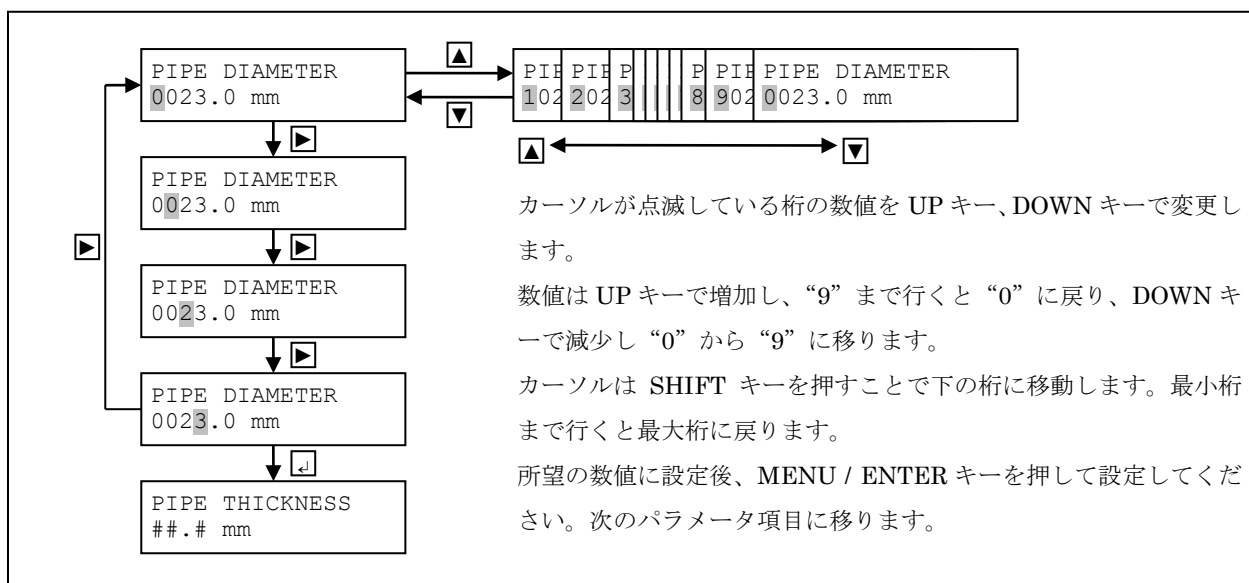 PIPE DIAMETER
0023.0 mm
▲
▼
PIP
102
PIP
202
P
3
P
8
PIP
902
PIPE DIAMETER
0023.0 mm
▲
▼
▶
PIPE DIAMETER
0023.0 mm
▶
▶
PIPE DIAMETER
0023.0 mm
▶
PIPE DIAMETER
0023.0 mm
↵
PIPE THICKNESS
##.# mm
カーソルが点滅している桁の数値を UP キー、DOWN キーで変更し
ます。
数値は UP キーで増加し、“9” まで行くと “0” に戻り、DOWN キ
ーで減少し “0” から “9” に移ります。
カーソルは SHIFT キーを押すことで下の桁に移動します。最小桁
まで行くと最大桁に戻ります。
所望の数値に設定後、MENU / ENTER キーを押して設定してくだ
さい。次のパラメータ項目に移ります。